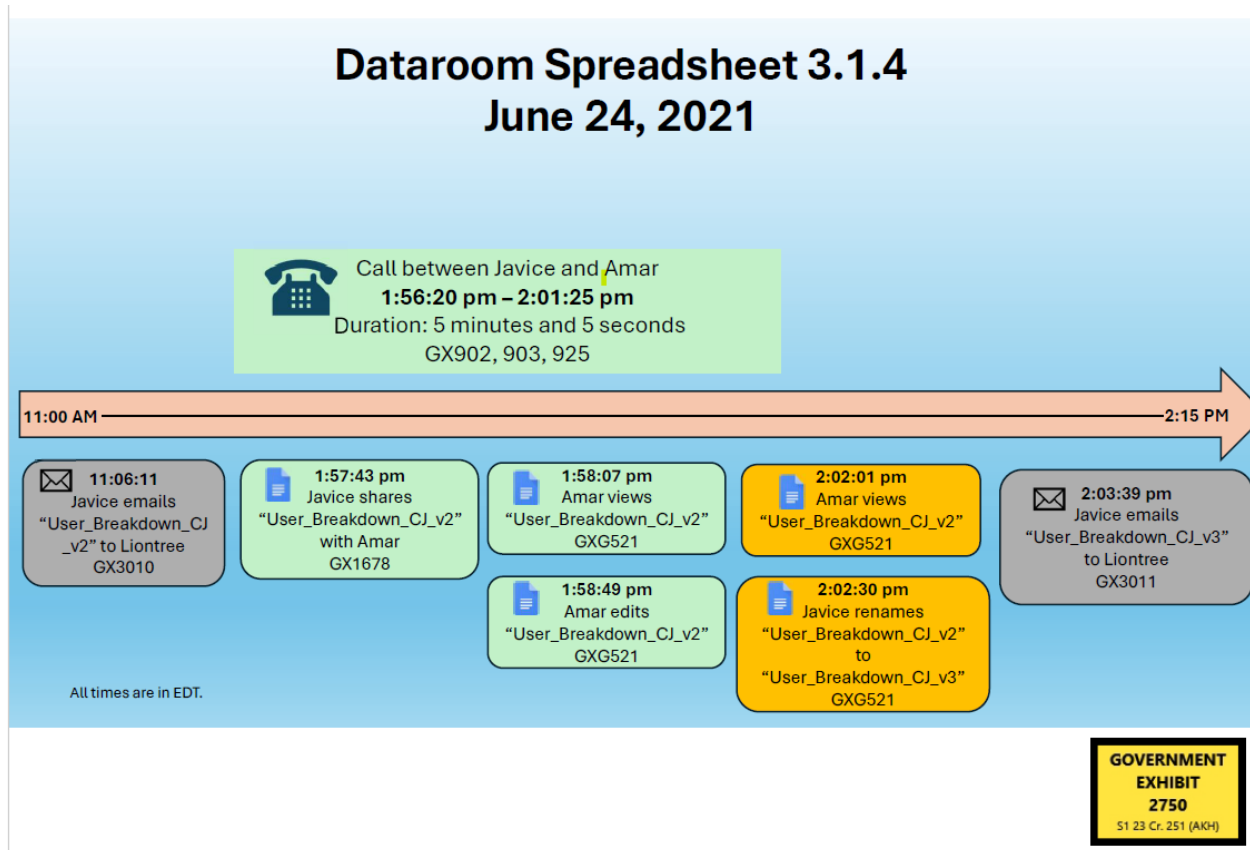 Dataroom Spreadsheet 3.1.4
June 24, 2021
Call between Javice and Amar
1:56:20 pm – 2:01:25 pm
Duration: 5 minutes and 5 seconds
GX902, 903, 925
11:00 AM
2:15 PM
11:06:11
Javice emails
“User_Breakdown_CJ
_v2” to Liontree
GX3010
1:57:43 pm
Javice shares
“User_Breakdown_CJ_v2”
with Amar
GX1678
1:58:07 pm
Amar views
“User_Breakdown_CJ_v2”
GXG521
1:58:49 pm
Amar edits
“User_Breakdown_CJ_v2”
GXG521
2:02:01 pm
Amar views
“User_Breakdown_CJ_v2”
GXG521
2:02:30 pm
Javice renames
“User_Breakdown_CJ_v2”
to
“User_Breakdown_CJ_v3”
GXG521
2:03:39 pm
Javice emails
“User_Breakdown_CJ_v3”
to Liontree
GX3011
All times are in EDT.
GOVERNMENT
EXHIBIT
2750
S1 23 Cr. 251 (AKH)